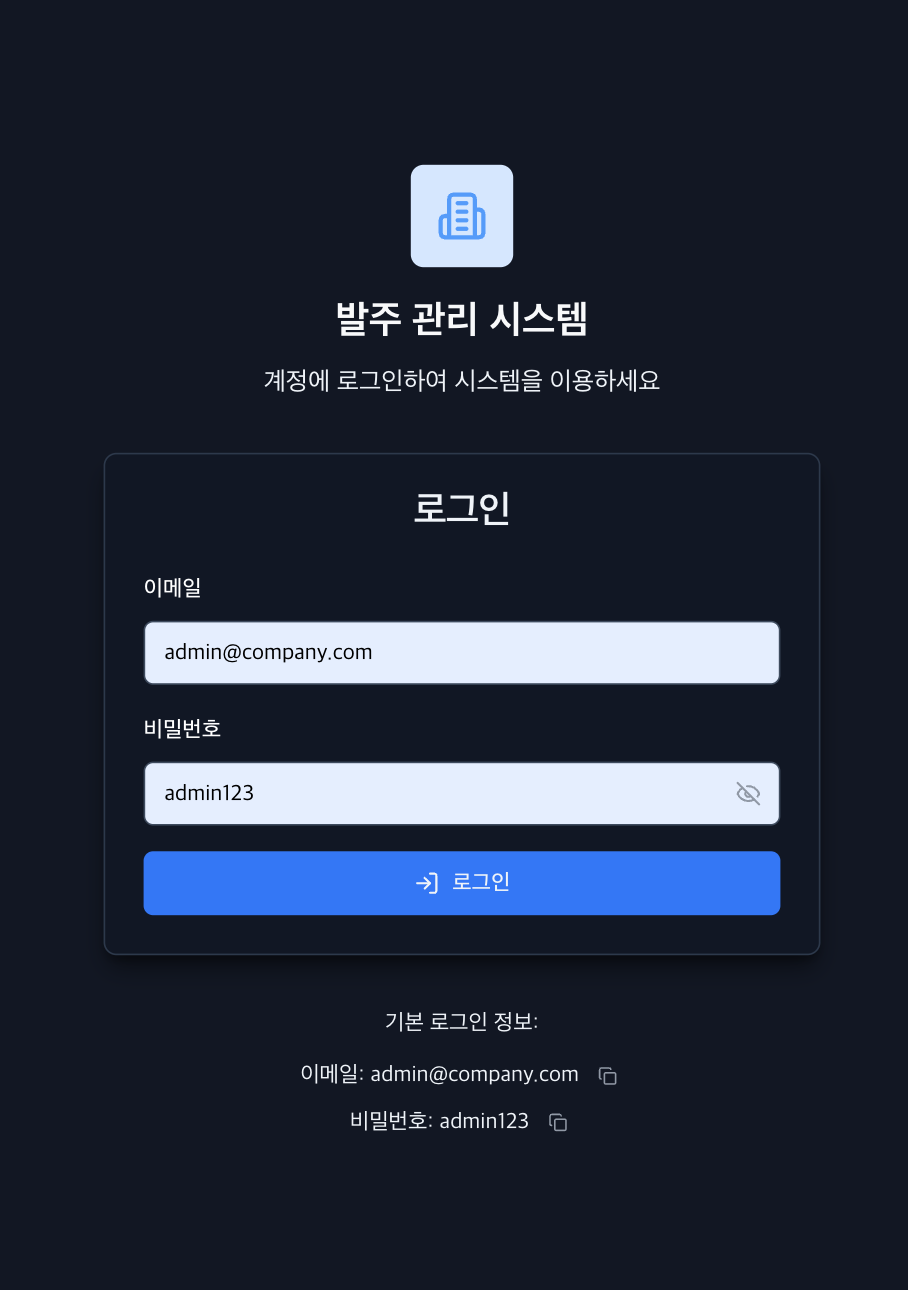 발주 관리 시스템
계정에 로그인하여 시스템을 이용하세요
로그인
이메일
admin@company.com
비밀번호
admin123
로그인
기본 로그인 정보:
이메일: admin@company.com
비밀번호: admin123